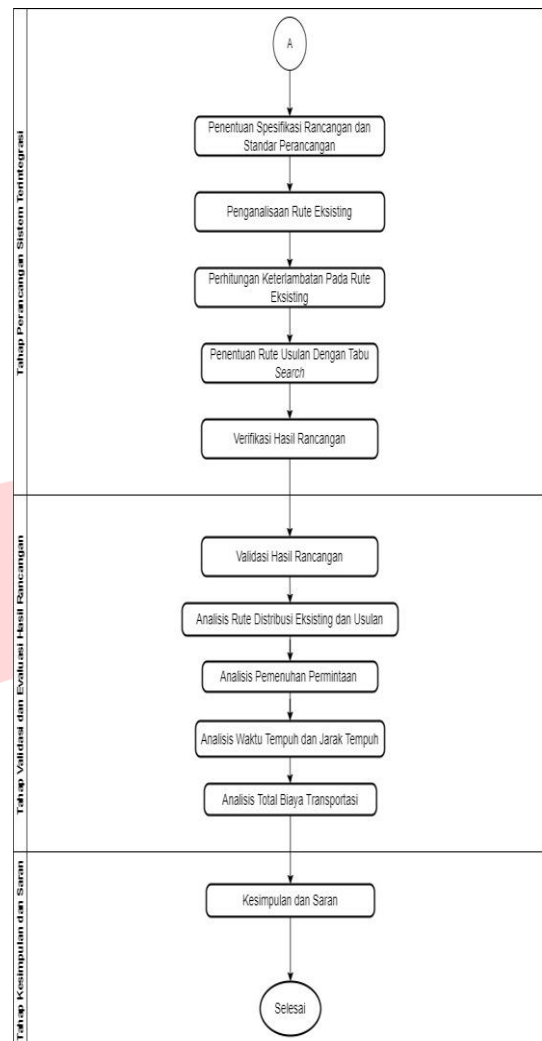 Tahap Perancangan Sistem Terintegrasi
A
Penentuan Spesifikasi Rancangan dan
Standar Perancangan
Penganalisaan Rute Eksisting
Perhitungan Keterlambatan Pada Rute
Eksisting
Penentuan Rute Usulan Dengan Tabu
Search
Verifikasi Hasil Rancangan
Tahap Validasi dan Evaluasi Hasil Rancangan
Validasi Hasil Rancangan
Analisis Rute Distribusi Eksisting dan Usulan
Analisis Pemenuhan Permintaan
Analisis Waktu Tempuh dan Jarak Tempuh
Analisis Total Biaya Transportasi
Tahap Kesimpulan dan Saran
Kesimpulan dan Saran
Selesai